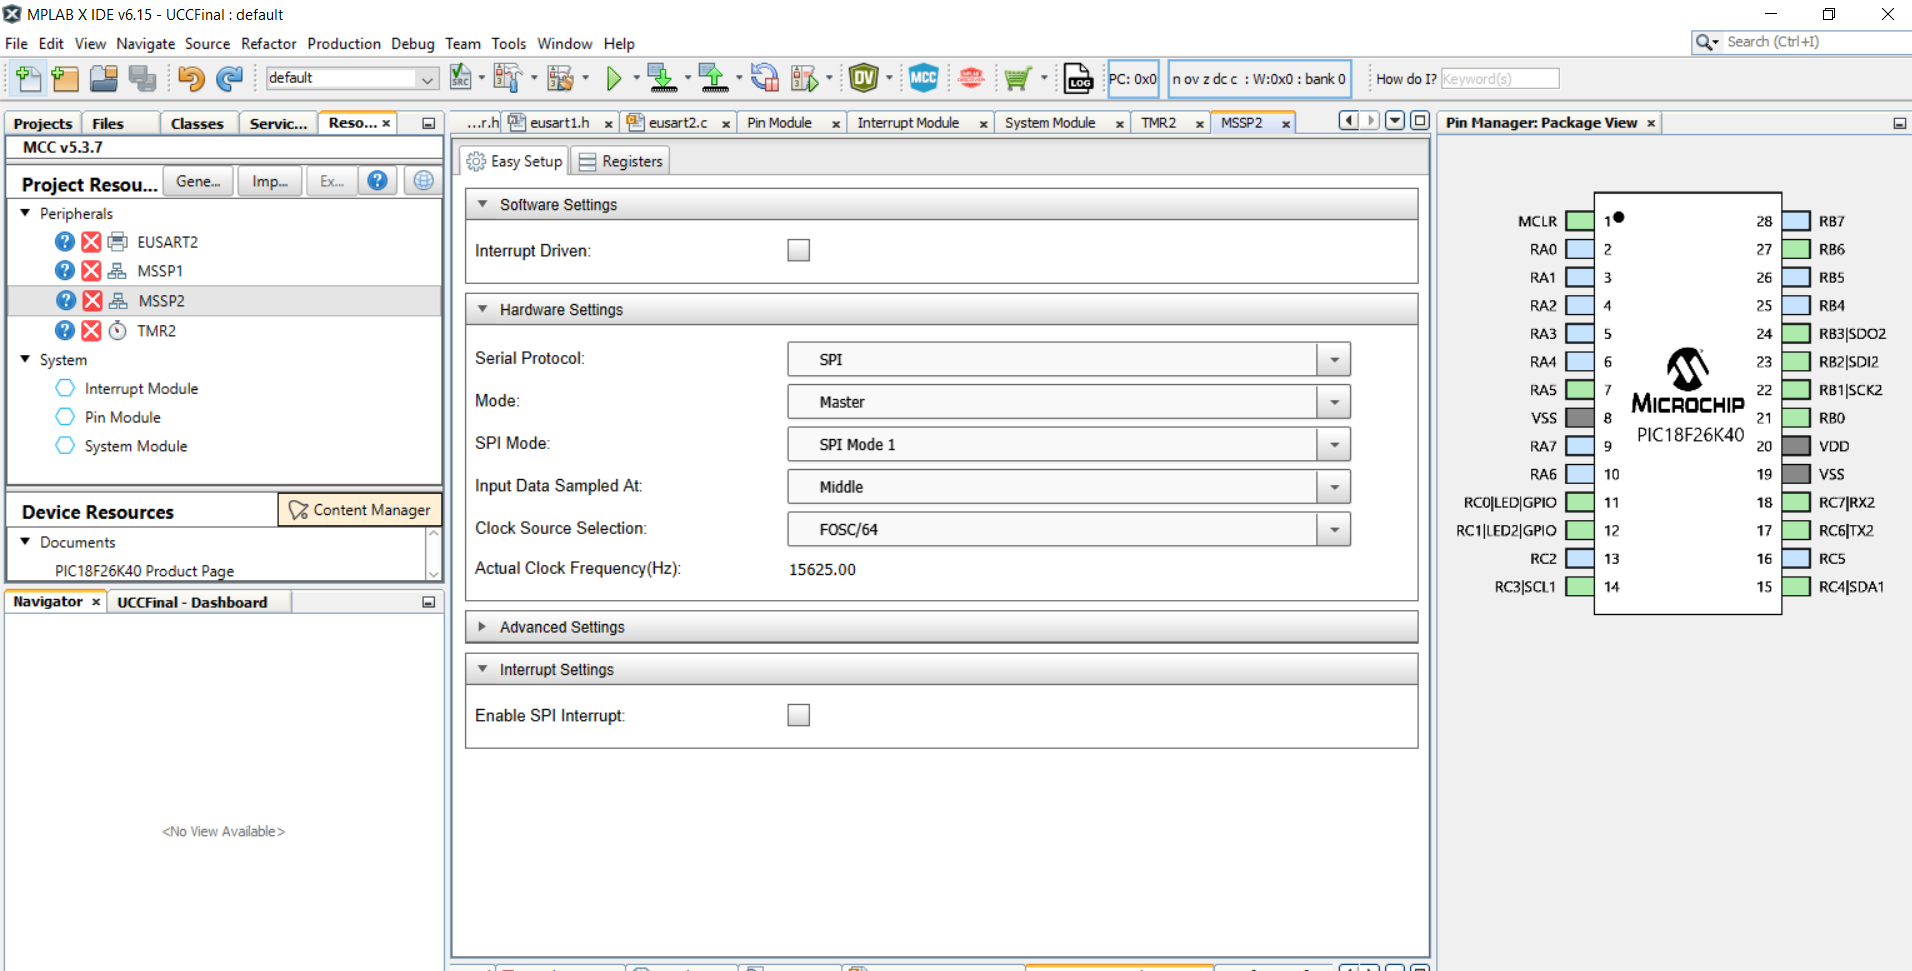 MPLAB X IDE v6.15 - UCCFinal : default
File Edit View Navigate Source Refactor Production Debug Team Tools Window Help
Search (Ctrl+I)
default
SRC
DV
MCC
LOG
PC: 0x0
n ov z dc c : W:0x0 : bank 0
How do I?
Keyword(s)
Projects
Files
Classes
Servic...
Reso...
MCC v5.3.7
Project Resou...
Gene...
Imp...
Ex...
Peripherals
EUSART2
MSSP1
MSSP2
TMR2
System
Interrupt Module
Pin Module
System Module
Device Resources
Content Manager
Documents
PIC18F26K40 Product Page
Navigator
UCCFinal - Dashboard
<No View Available>
...r.h
eusart1.h
eusart2.c
Pin Module
Interrupt Module
System Module
TMR2
MSSP2
Easy Setup
Registers
Software Settings
Interrupt Driven:
Hardware Settings
Serial Protocol:
SPI
Mode:
Master
SPI Mode:
SPI Mode 1
Input Data Sampled At:
Middle
Clock Source Selection:
FOSC/64
Actual Clock Frequency(Hz):
15625.00
Advanced Settings
Interrupt Settings
Enable SPI Interrupt:
Pin Manager: Package View
MCLR 1 28 RB7
RA0 2 27 RB6
RA1 3 26 RB5
RA2 4 25 RB4
RA3 5 24 RB3|SDO2
RA4 6 23 RB2|SDI2
RA5 7 22 RB1|SCK2
VSS 8 21 RB0
RA7 9 20 VDD
RA6 10 19 VSS
RC0|LED|GPIO 11 18 RC7|RX2
RC1|LED2|GPIO 12 17 RC6|TX2
RC2 13 16 RC5
RC3|SCL1 14 15 RC4|SDA1
MICROCHIP
PIC18F26K40